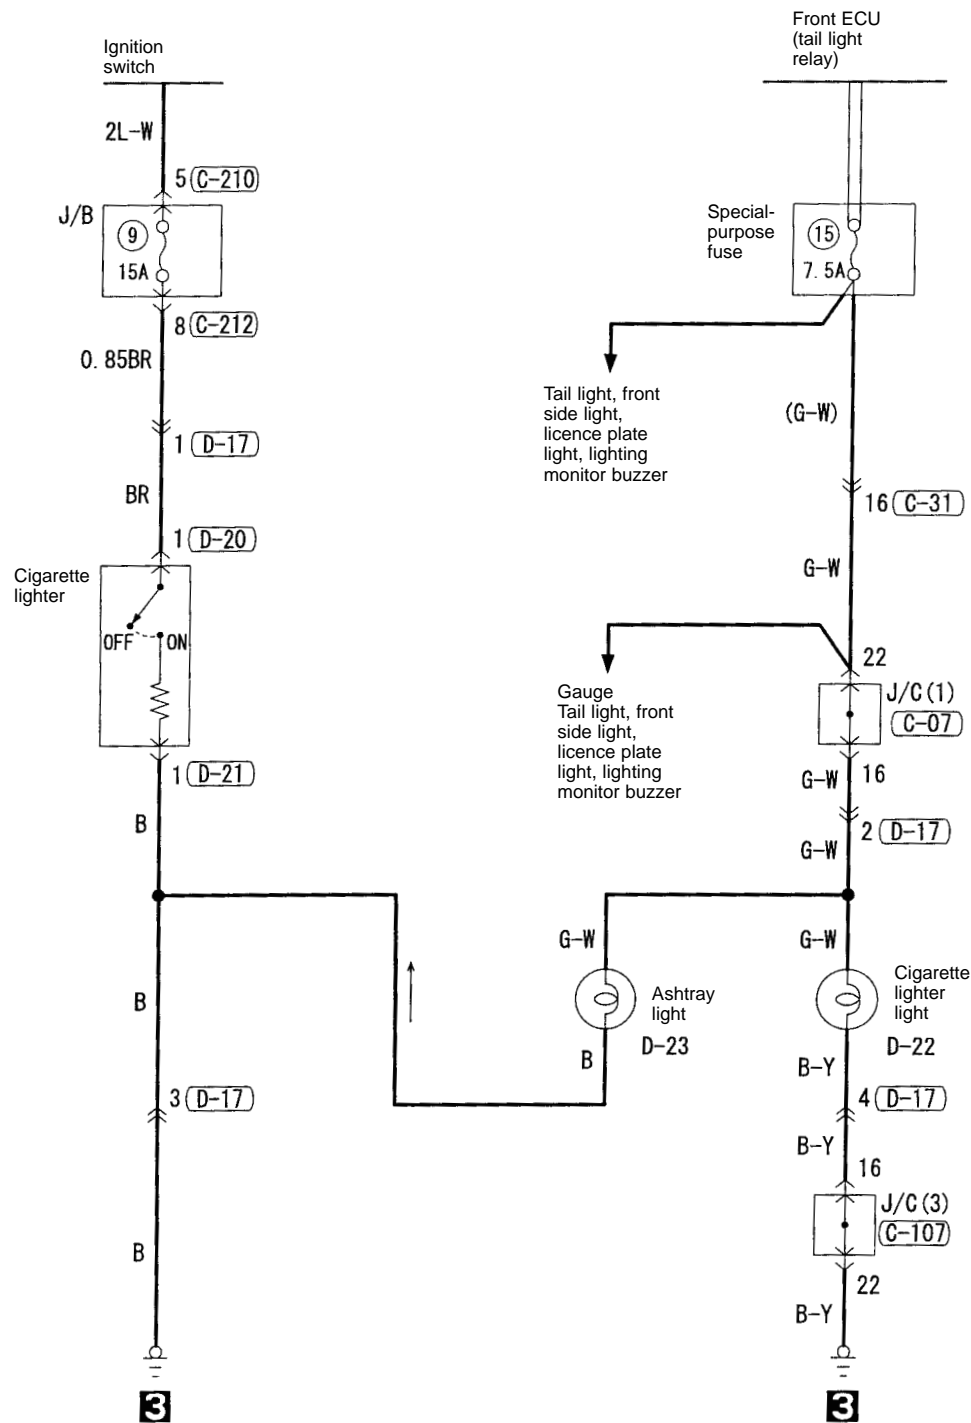 Ignition
switch
2L-W
5 C-210
J/B
9
15A
8 C-212
0.85BR
1 D-17
BR
1 D-20
Cigarette
lighter
OFF ON
1 D-21
B
B
3 D-17
B
3
Front ECU
(tail light
relay)
Special-
purpose
fuse
15
7.5A
Tail light, front
side light,
licence plate
light, lighting
monitor buzzer
(G-W)
16 C-31
G-W
22
J/C(1)
C-07
Gauge
Tail light, front
side light,
licence plate
light, lighting
monitor buzzer
G-W 16
2 D-17
G-W
G-W
G-W
Ashtray
light
D-23
B
Cigarette
lighter
light
D-22
B-Y
4 D-17
B-Y
16
J/C(3)
C-107
22
B-Y
3